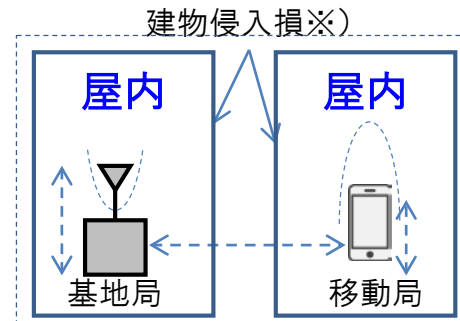 建物侵入損※）
屋内 屋内
基地局 移動局